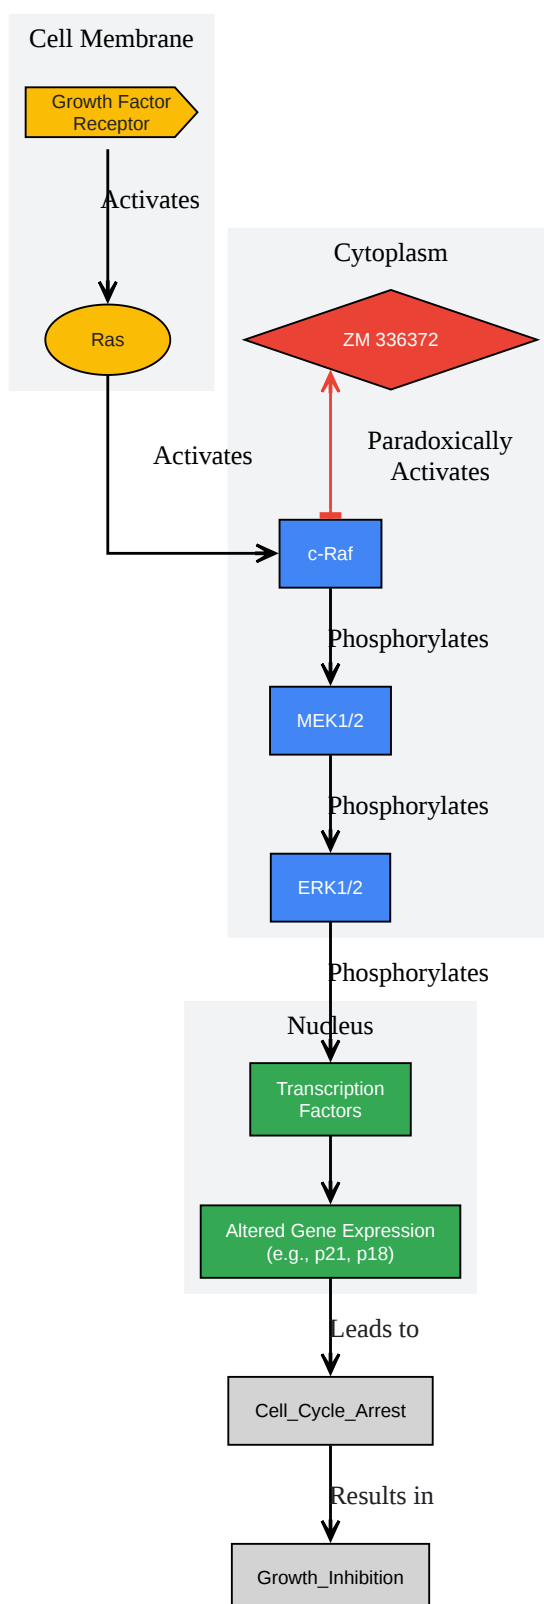 Cell Membrane
Growth Factor
Receptor
Activates
Cytoplasm
Ras
ZM 336372
Activates
Paradoxically
Activates
c-Raf
Phosphorylates
MEK1/2
Phosphorylates
ERK1/2
Phosphorylates
Nucleus
Transcription
Factors
Altered Gene Expression
(e.g., p21, p18)
Leads to
Cell_Cycle_Arrest
Results in
Growth_Inhibition